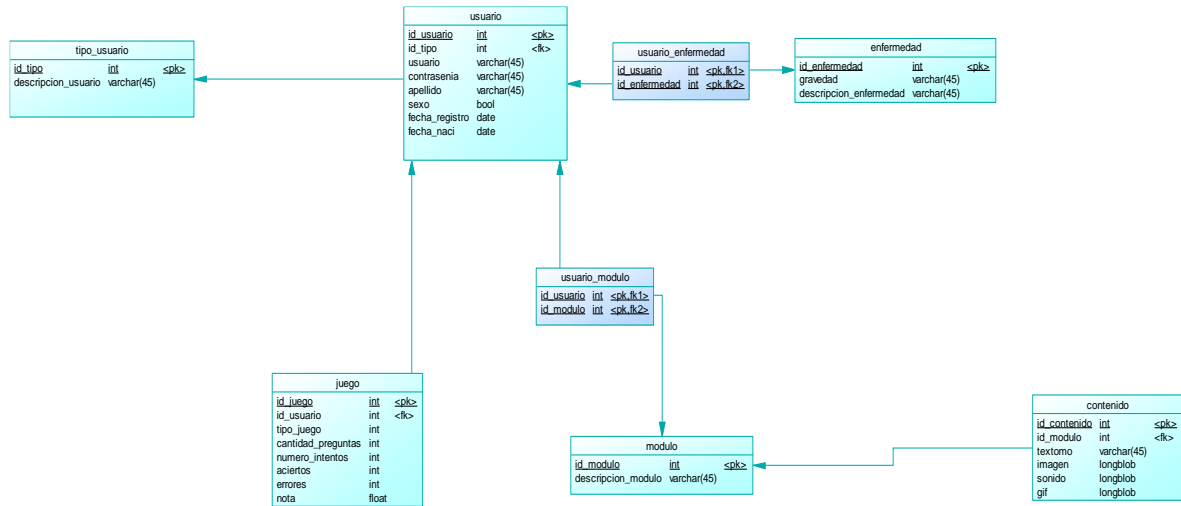 usuario
id_usuario int <pk>
id_tipo int <fk>
usuario varchar(45)
contrasenia varchar(45)
apellido varchar(45)
sexo bool
fecha_registro date
fecha_naci date
tipo_usuario
id_tipo int <pk>
descripcion_usuario varchar(45)
usuario_enfermedad
id_usuario int <pk,fk1>
id_enfermedad int <pk,fk2>
enfermedad
id_enfermedad int <pk>
gravedad varchar(45)
descripcion_enfermedad varchar(45)
usuario_modulo
id_usuario int <pk,fk1>
id_modulo int <pk,fk2>
juego
id_juego int <pk>
id_usuario int <fk>
tipo_juego int
cantidad_preguntas int
numero_intentos int
aciertos int
errores int
nota float
modulo
id_modulo int <pk>
descripcion_modulo varchar(45)
contenido
id_contenido int <pk>
id_modulo int <fk>
textomo varchar(45)
imagen longblob
sonido longblob
gif longblob